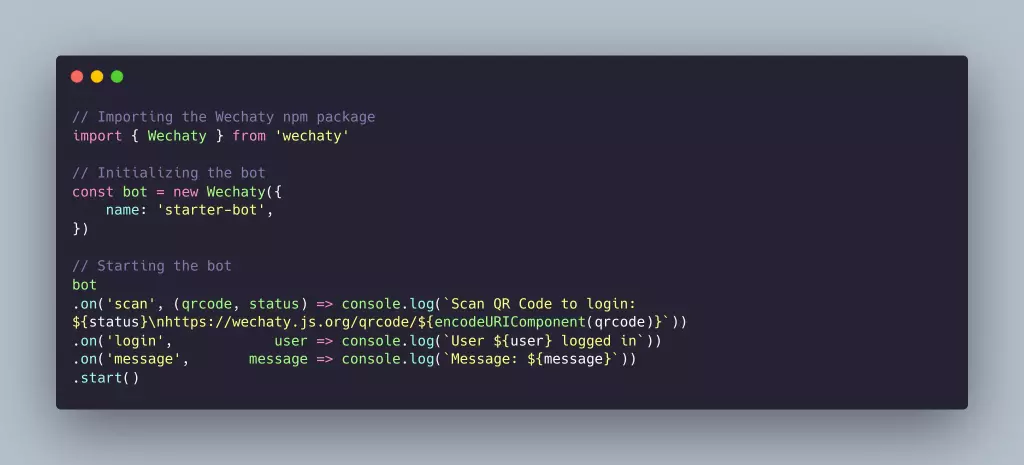 // Importing the Wechaty npm package
import { Wechaty } from 'wechaty'
// Initializing the bot
const bot = new Wechaty({
    name: 'starter-bot',
})
// Starting the bot
bot
.on('scan', (qrcode, status) => console.log(`Scan QR Code to login:
${status}\nhttps://wechaty.js.org/qrcode/${encodeURIComponent(qrcode)}`))
.on('login',            user => console.log(`User ${user} logged in`))
.on('message',       message => console.log(`Message: ${message}`))
.start()